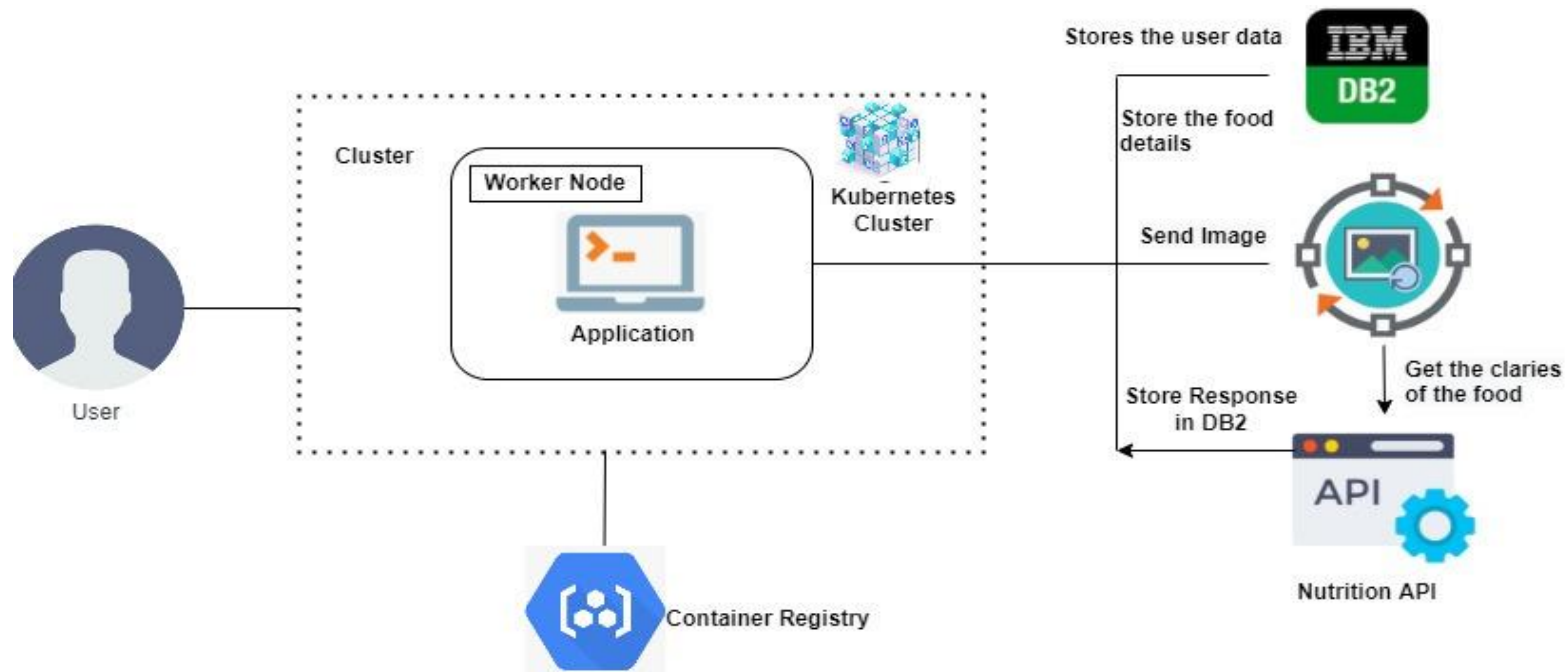 Stores the user data
IBM
DB2
Store the food
details
Cluster
Worker Node
Kubernetes
Cluster
Send Image
Application
User
Get the claries
of the food
Store Response
in DB2
API
Nutrition API
Container Registry